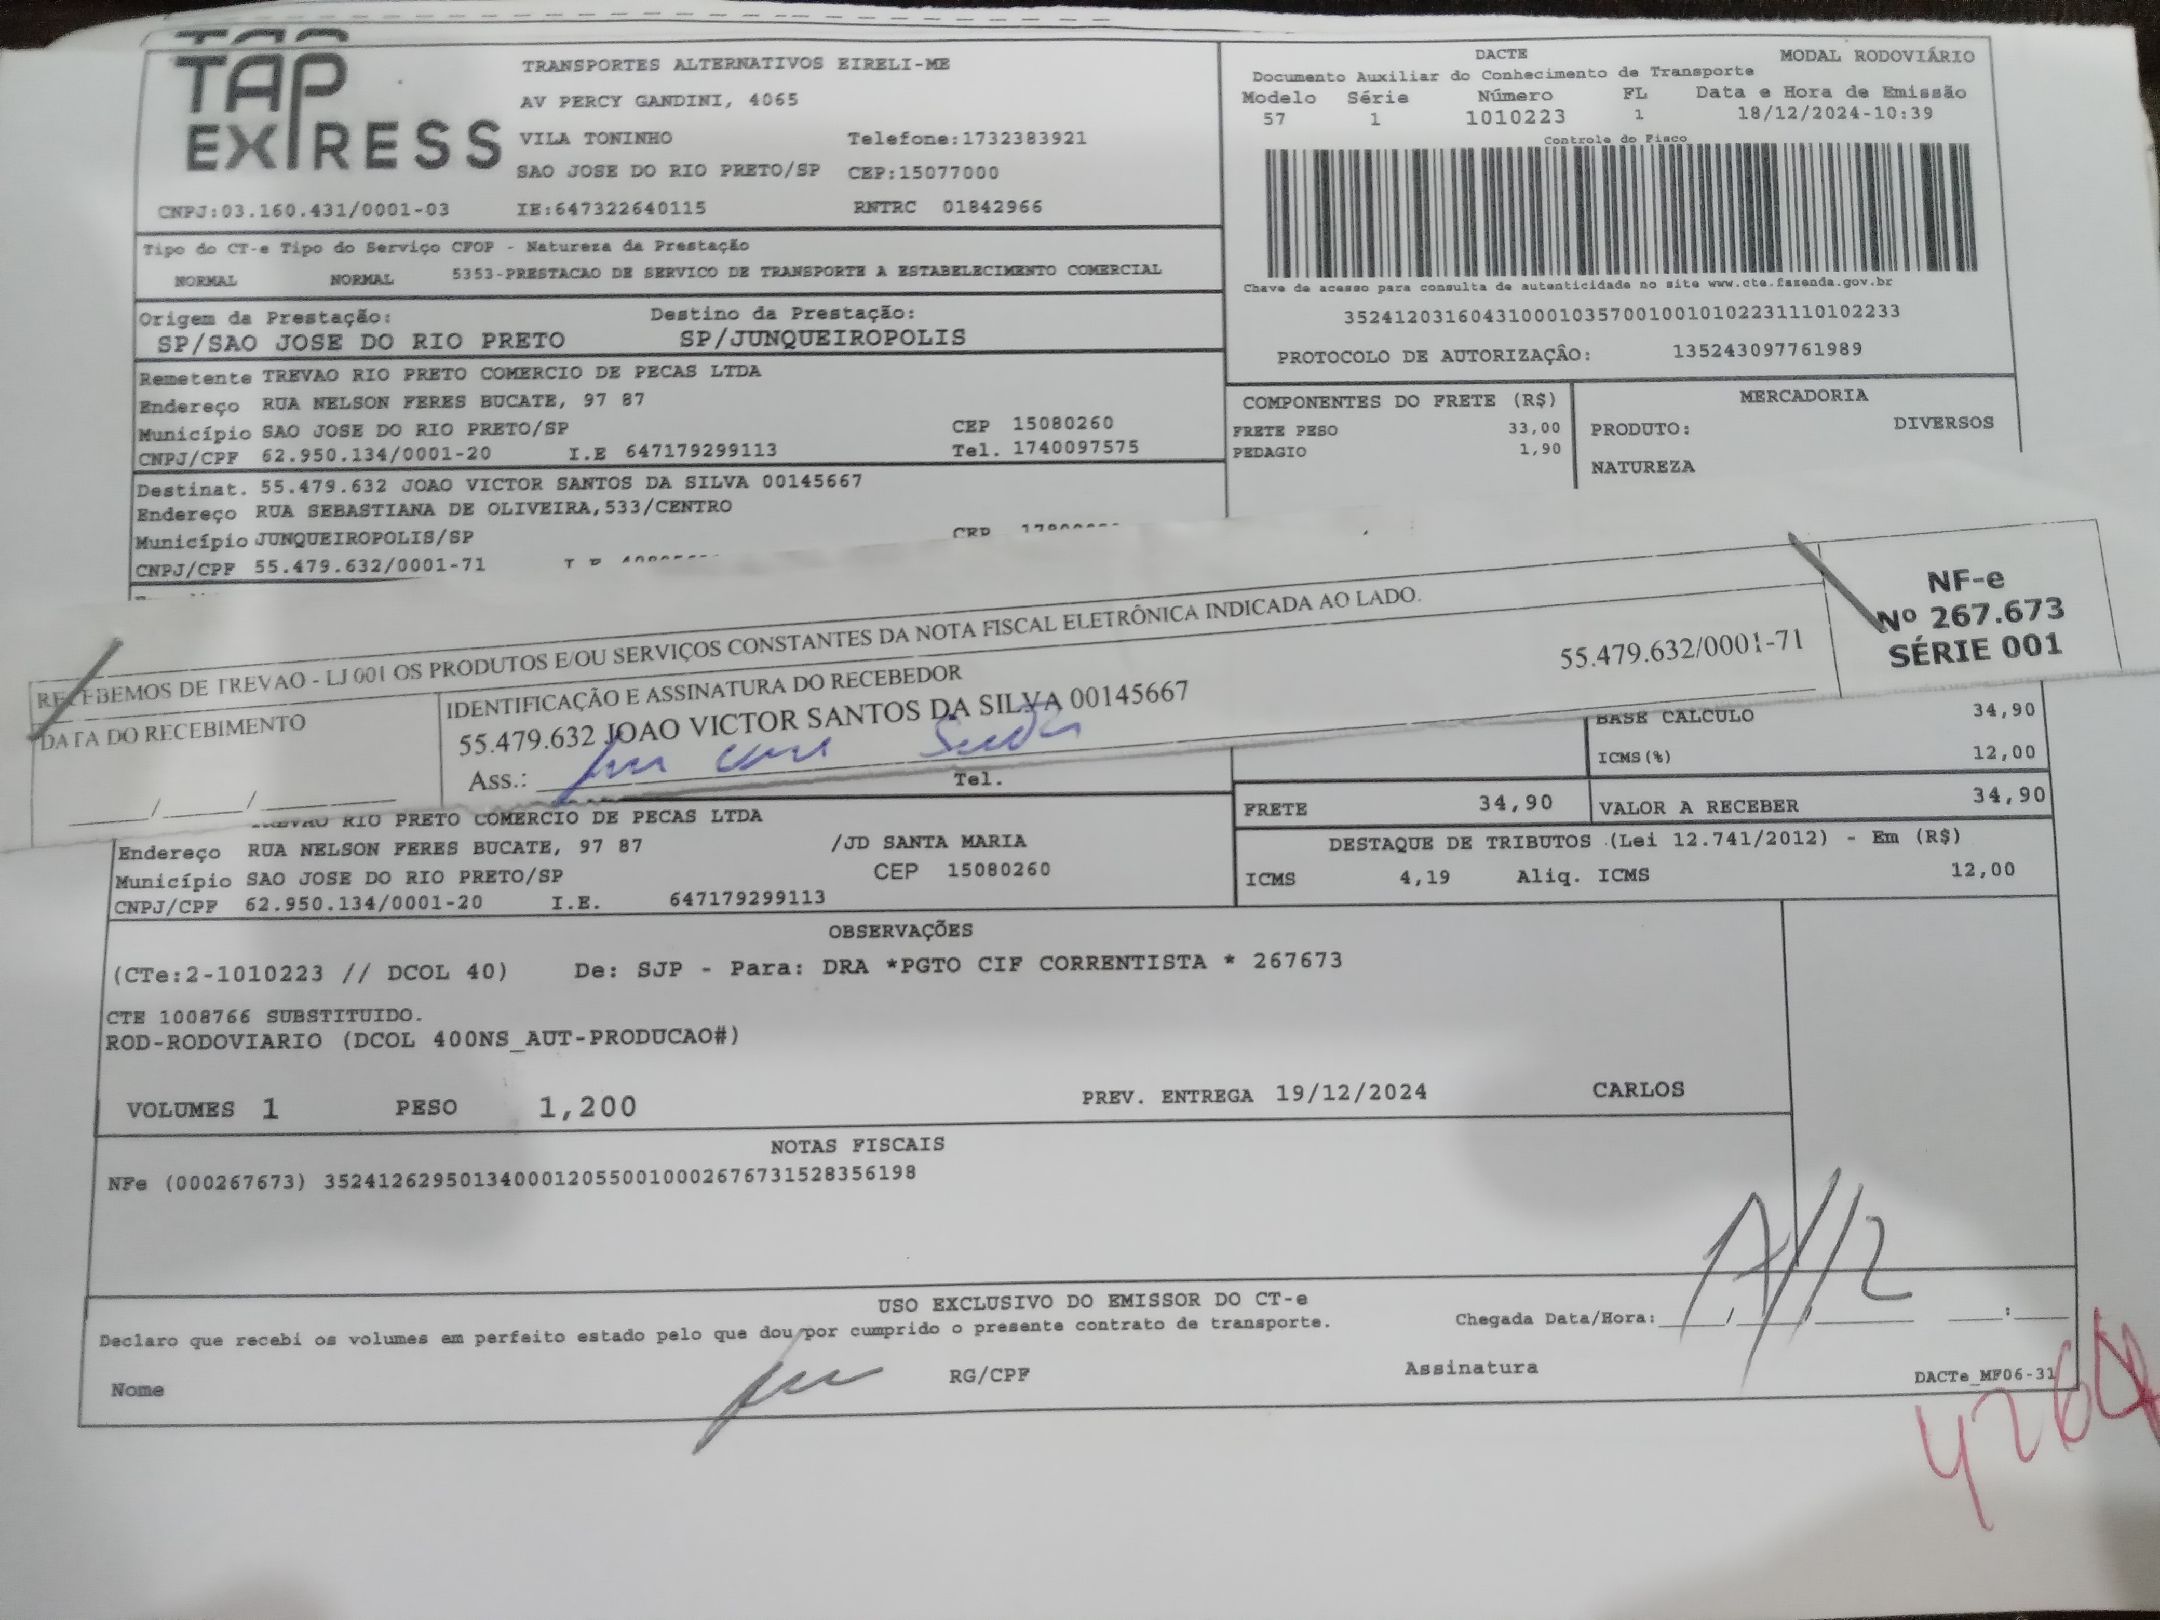 TAP EXPRESS
TRANSPORTES ALTERNATIVOS EIRELI-ME
AV PERCY GANDINI, 4065
VILA TONINHO Telefone:1732383921
SAO JOSE DO RIO PRETO/SP CEP:15077000
CNPJ:03.160.431/0001-03 IE:647322640115 RNTRC 01842966
DACTE MODAL RODOVIÁRIO
Documento Auxiliar do Conhecimento de Transporte
Modelo Série Número FL Data e Hora de Emissão
57 1 1010223 1 18/12/2024-10:39
Controle do Fisco
Chave de acesso para consulta de autenticidade no site www.cte.fazenda.gov.br
35241203160431000103570010010102231110102233
PROTOCOLO DE AUTORIZAÇÃO: 135243097761989
Tipo do CT-e Tipo do Serviço CFOP - Natureza da Prestação
NORMAL NORMAL 5353-PRESTACAO DE SERVICO DE TRANSPORTE A ESTABELECIMENTO COMERCIAL
Origem da Prestação: Destino da Prestação:
SP/SAO JOSE DO RIO PRETO SP/JUNQUEIROPOLIS
Remetente TREVAO RIO PRETO COMERCIO DE PECAS LTDA
Endereço RUA NELSON FERES BUCATE, 97 87
Município SAO JOSE DO RIO PRETO/SP CEP 15080260
CNPJ/CPF 62.950.134/0001-20 I.E 647179299113 Tel. 1740097575
COMPONENTES DO FRETE (R$)
FRETE PESO 33,00
PEDAGIO 1,90
MERCADORIA
PRODUTO: DIVERSOS
NATUREZA
Destinat. 55.479.632 JOAO VICTOR SANTOS DA SILVA 00145667
Endereço RUA SEBASTIANA DE OLIVEIRA,533/CENTRO
Município JUNQUEIROPOLIS/SP CEP
CNPJ/CPF 55.479.632/0001-71
RECEBEMOS DE TREVAO - LJ 001 OS PRODUTOS E/OU SERVIÇOS CONSTANTES DA NOTA FISCAL ELETRÔNICA INDICADA AO LADO.
DATA DO RECEBIMENTO
___/___/___
IDENTIFICAÇÃO E ASSINATURA DO RECEBEDOR
55.479.632 JOAO VICTOR SANTOS DA SILVA 00145667 55.479.632/0001-71
Ass.:
NF-e
Nº 267.673
SÉRIE 001
Tel.
BASE CALCULO 34,90
ICMS(%) 12,00
FRETE 34,90 VALOR A RECEBER 34,90
TREVAO RIO PRETO COMERCIO DE PECAS LTDA
Endereço RUA NELSON FERES BUCATE, 97 87 /JD SANTA MARIA
Município SAO JOSE DO RIO PRETO/SP CEP 15080260
CNPJ/CPF 62.950.134/0001-20 I.E. 647179299113
DESTAQUE DE TRIBUTOS (Lei 12.741/2012) - Em (R$)
ICMS 4,19 Aliq. ICMS 12,00
OBSERVAÇÕES
(CTe:2-1010223 // DCOL 40) De: SJP - Para: DRA *PGTO CIF CORRENTISTA * 267673
CTE 1008766 SUBSTITUIDO.
ROD-RODOVIARIO (DCOL 400NS_AUT-PRODUCAO#)
VOLUMES 1 PESO 1,200 PREV. ENTREGA 19/12/2024 CARLOS
NOTAS FISCAIS
NFe (000267673) 35241262950134000120550010002676731528356198
USO EXCLUSIVO DO EMISSOR DO CT-e
Declaro que recebi os volumes em perfeito estado pelo que dou por cumprido o presente contrato de transporte.
Chegada Data/Hora:___/___/___ ___:___
Nome RG/CPF Assinatura
DACTe_MF06-31